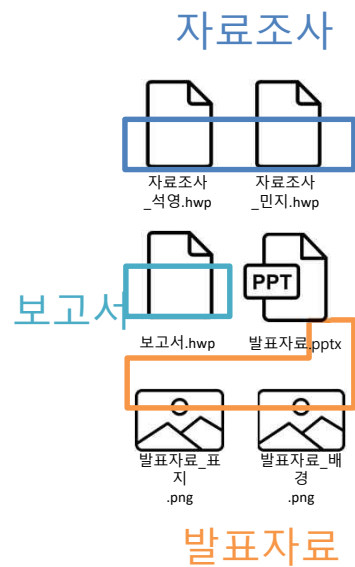 자료조사
자료조사
_석영.hwp
자료조사
_민지.hwp
보고서
PPT
보고서.hwp
발표자료.pptx
발표자료_표
지
.png
발표자료_배
경
.png
발표자료